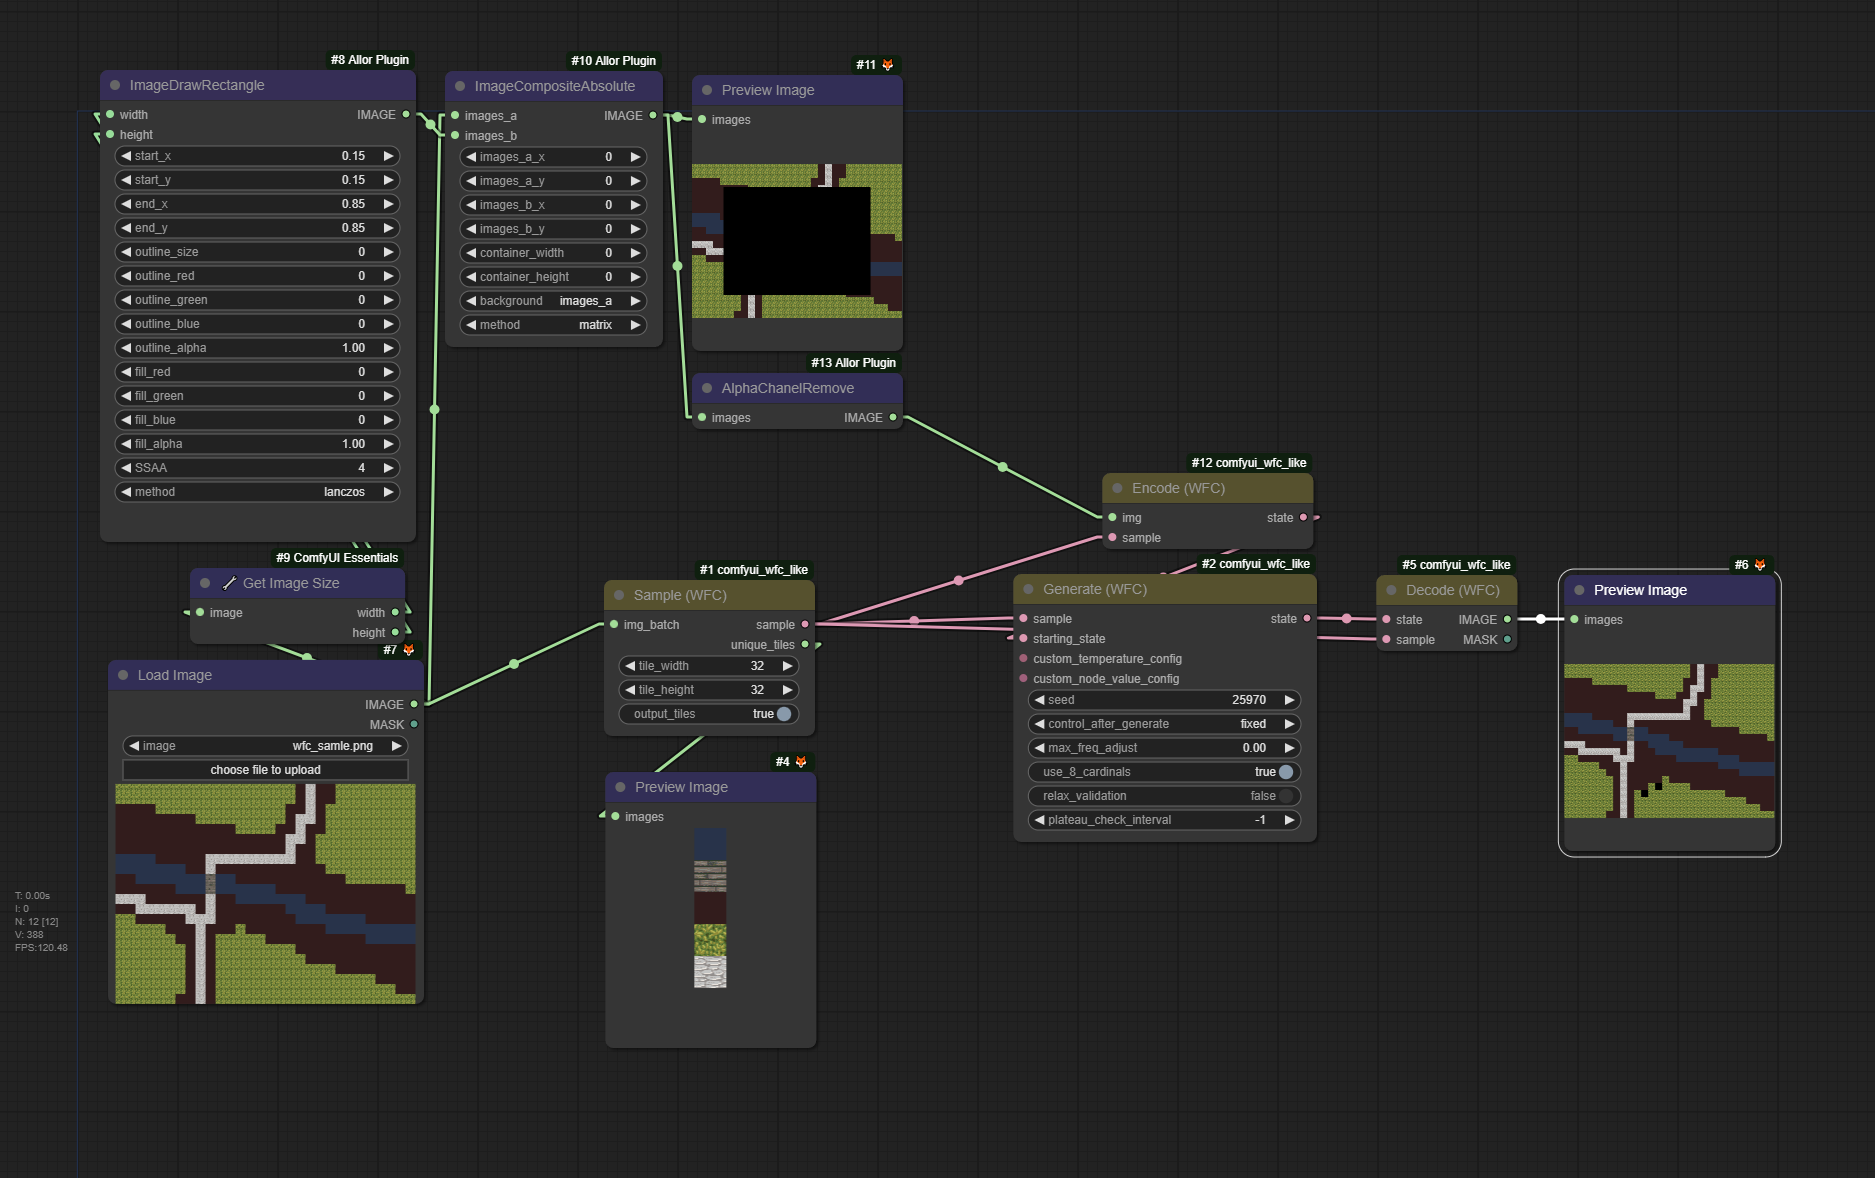 #8 Allor Plugin
ImageDrawRectangle
width IMAGE
height
start_x 0.15
start_y 0.15
end_x 0.85
end_y 0.85
outline_size 0
outline_red 0
outline_green 0
outline_blue 0
outline_alpha 1.00
fill_red 0
fill_green 0
fill_blue 0
fill_alpha 1.00
SSAA 4
method lanczos
#10 Allor Plugin
ImageCompositeAbsolute
images_a IMAGE
images_b
images_a_x 0
images_a_y 0
images_b_x 0
images_b_y 0
container_width 0
container_height 0
background images_a
method matrix
#11
Preview Image
images
#13 Allor Plugin
AlphaChanelRemove
images IMAGE
#9 ComfyUI Essentials
Get Image Size
image width
height
#7
Load Image
IMAGE
MASK
image wfc_samle.png
choose file to upload
#1 comfyui_wfc_like
Sample (WFC)
img_batch sample
unique_tiles
tile_width 32
tile_height 32
output_tiles true
#4
Preview Image
images
#12 comfyui_wfc_like
Encode (WFC)
img state
sample
#2 comfyui_wfc_like
Generate (WFC)
sample state
starting_state
custom_temperature_config
custom_node_value_config
seed 25970
control_after_generate fixed
max_freq_adjust 0.00
use_8_cardinals true
relax_validation false
plateau_check_interval -1
#5 comfyui_wfc_like
Decode (WFC)
state IMAGE
sample MASK
#6
Preview Image
images
T: 0.00s
I: 0
N: 12 [12]
V: 388
FPS:120.48